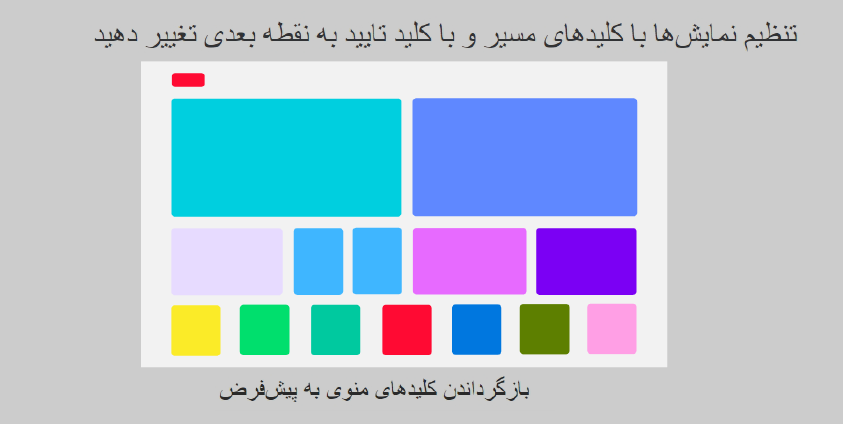 تنظیم نمایش‌ها با کلیدهای مسیر و با کلید تایید به نقطه بعدی تغییر دهید
بازگرداندن کلیدهای منوی به پیش‌فرض